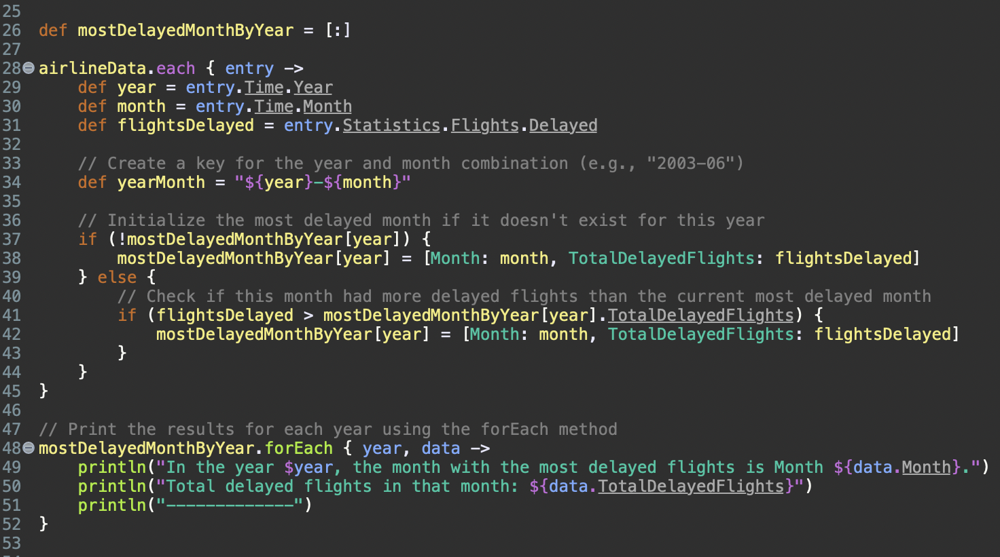 25
26 def mostDelayedMonthByYear = [:]
27
28 airlineData.each { entry ->
29     def year = entry.Time.Year
30     def month = entry.Time.Month
31     def flightsDelayed = entry.Statistics.Flights.Delayed
32
33     // Create a key for the year and month combination (e.g., "2003-06")
34     def yearMonth = "${year}-${month}"
35
36     // Initialize the most delayed month if it doesn't exist for this year
37     if (!mostDelayedMonthByYear[year]) {
38         mostDelayedMonthByYear[year] = [Month: month, TotalDelayedFlights: flightsDelayed]
39     } else {
40         // Check if this month had more delayed flights than the current most delayed month
41         if (flightsDelayed > mostDelayedMonthByYear[year].TotalDelayedFlights) {
42             mostDelayedMonthByYear[year] = [Month: month, TotalDelayedFlights: flightsDelayed]
43         }
44     }
45 }
46
47 // Print the results for each year using the forEach method
48 mostDelayedMonthByYear.forEach { year, data ->
49     println("In the year $year, the month with the most delayed flights is Month ${data.Month}.")
50     println("Total delayed flights in that month: ${data.TotalDelayedFlights}")
51     println("-------------")
52 }
53